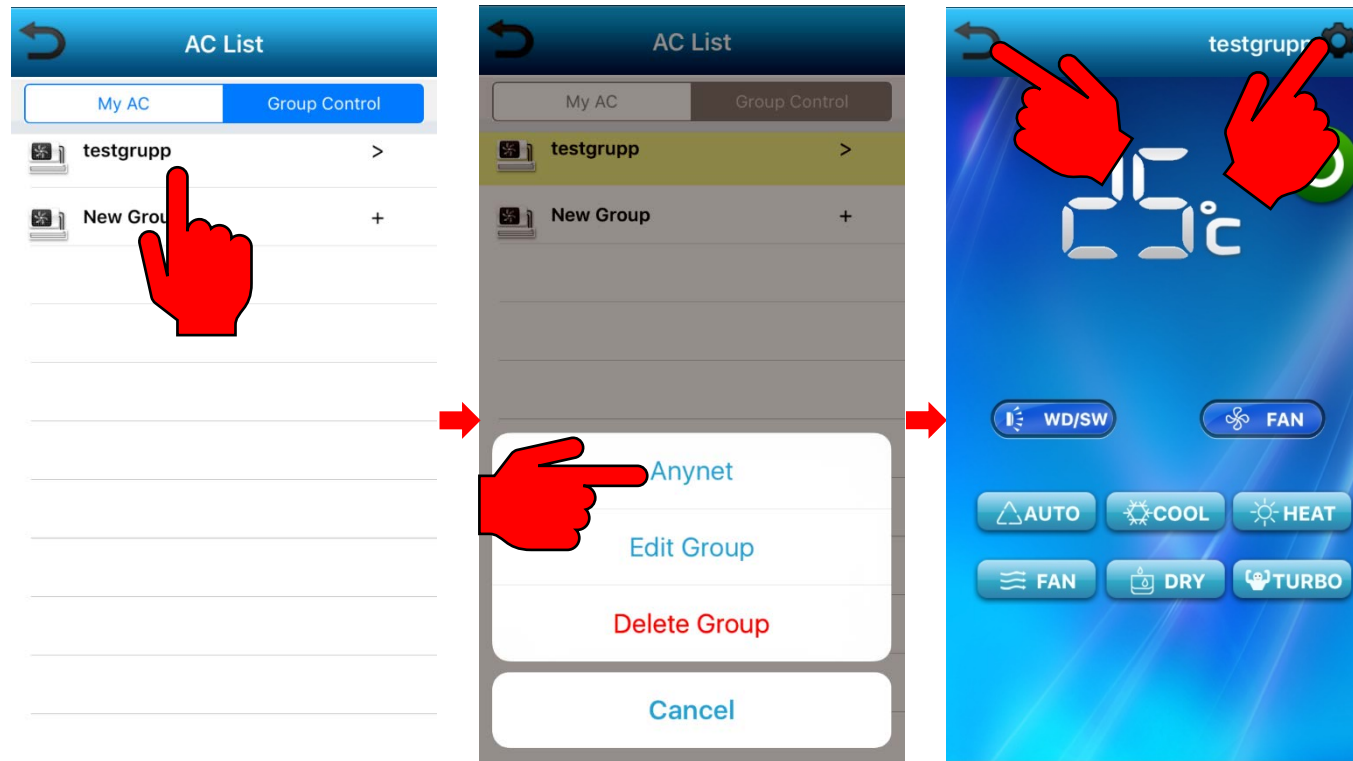 AC List
My AC Group Control
testgrupp >
New Grou +
AC List
My AC Group Control
testgrupp >
New Group +
Anynet
Edit Group
Delete Group
Cancel
testgrupp
25°C
WD/SW FAN
AUTO COOL HEAT
FAN DRY TURBO